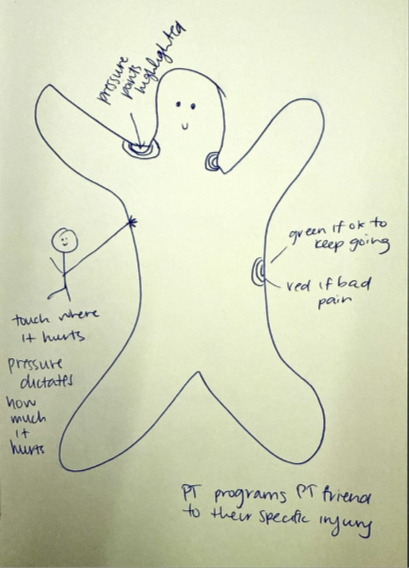 pressure
points
highlighted
green if ok to
keep going
red if bad
pain
touch where
it hurts
pressure
dictates
how
much
it
hurts
PT programs PT friend
to their specific injury